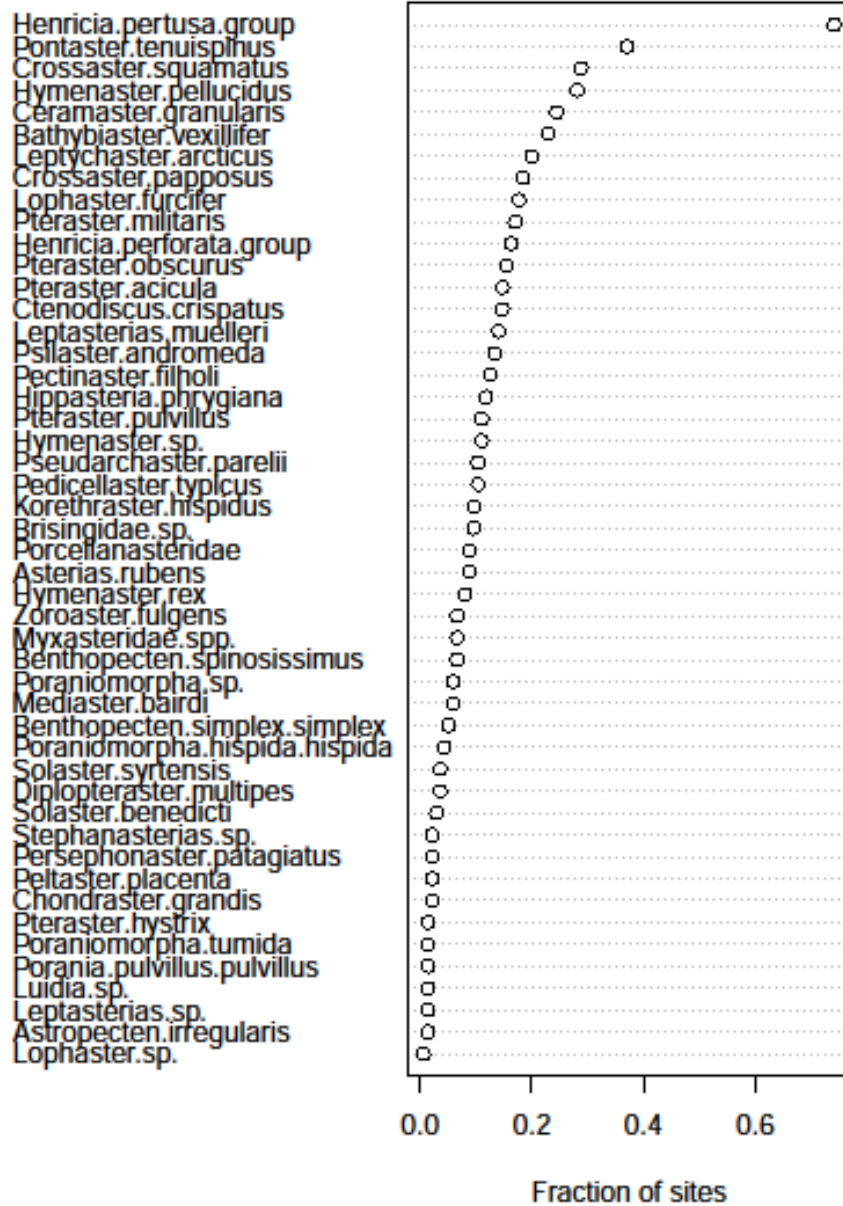 Henricia.pertusa.group
Pontaster.tenuispinus
Crossaster.squamatus
Hymenaster.pellucidus
Ceramaster.granularis
Bathybiaster.vexillifer
Leptychaster.arcticus
Crossaster.papposus
Lophaster.furcifer
Pteraster.militaris
Henricia.perforata.group
Pteraster.obscurus
Pteraster.acicula
Ctenodiscus.crispatus
Leptasterias.muelleri
Psilaster.andromeda
Pectinaster.filholi
Hippasteria.phrygiana
Pteraster.pulvillus
Hymenaster.sp.
Pseudarchaster.parelii
Pedicellaster.typicus
Korethraster.hispidus
Brisingidae.sp.
Porcellanasteridae
Asterias.rubens
Hymenaster.rex
Zoroaster.fulgens
Myxasteridae.spp.
Benthopecten.spinosissimus
Poraniomorpha.sp.
Mediaster.bairdi
Benthopecten.simplex.simplex
Poraniomorpha.hispida.hispida
Solaster.syrtensis
Diplopteraster.multipes
Solaster.benedicti
Stephanasterias.sp.
Persephonaster.patagiatus
Peltaster.placenta
Chondraster.grandis
Pteraster.hystrix
Poraniomorpha.tumida
Porania.pulvillus.pulvillus
Luidia.sp.
Leptasterias.sp.
Astropecten.irregularis
Lophaster.sp.
0.0 0.2 0.4 0.6
Fraction of sites